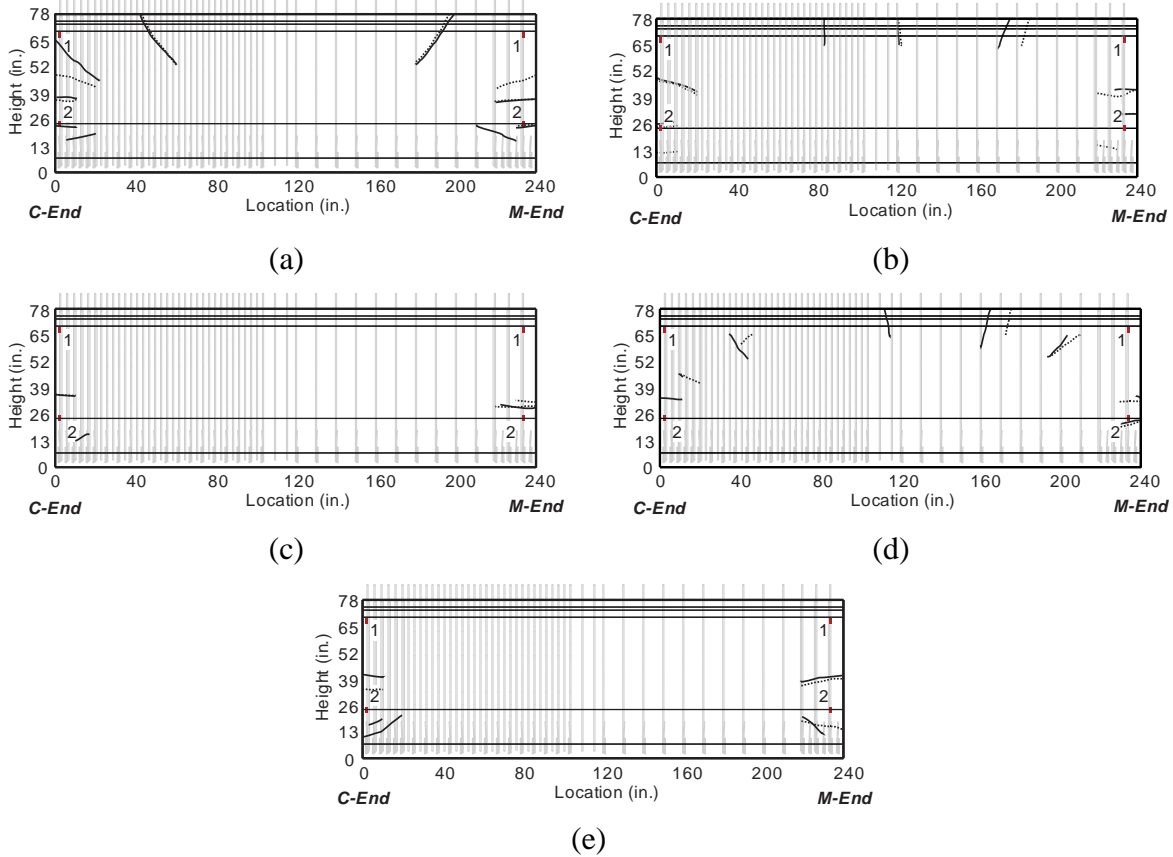 78
65
52
39
26
13
0
Height (in.)
1
1
2
2
0 40 80 120 160 200 240
Location (in.)
C-End M-End
(a)
78
65
52
39
26
13
0
Height (in.)
1
1
2
2
0 40 80 120 160 200 240
Location (in.)
C-End M-End
(b)
78
65
52
39
26
13
0
Height (in.)
1
1
2
2
0 40 80 120 160 200 240
Location (in.)
C-End M-End
(c)
78
65
52
39
26
13
0
Height (in.)
1
1
2
2
0 40 80 120 160 200 240
Location (in.)
C-End M-End
(d)
78
65
52
39
26
13
0
Height (in.)
1
1
2
2
0 40 80 120 160 200 240
Location (in.)
C-End M-End
(e)